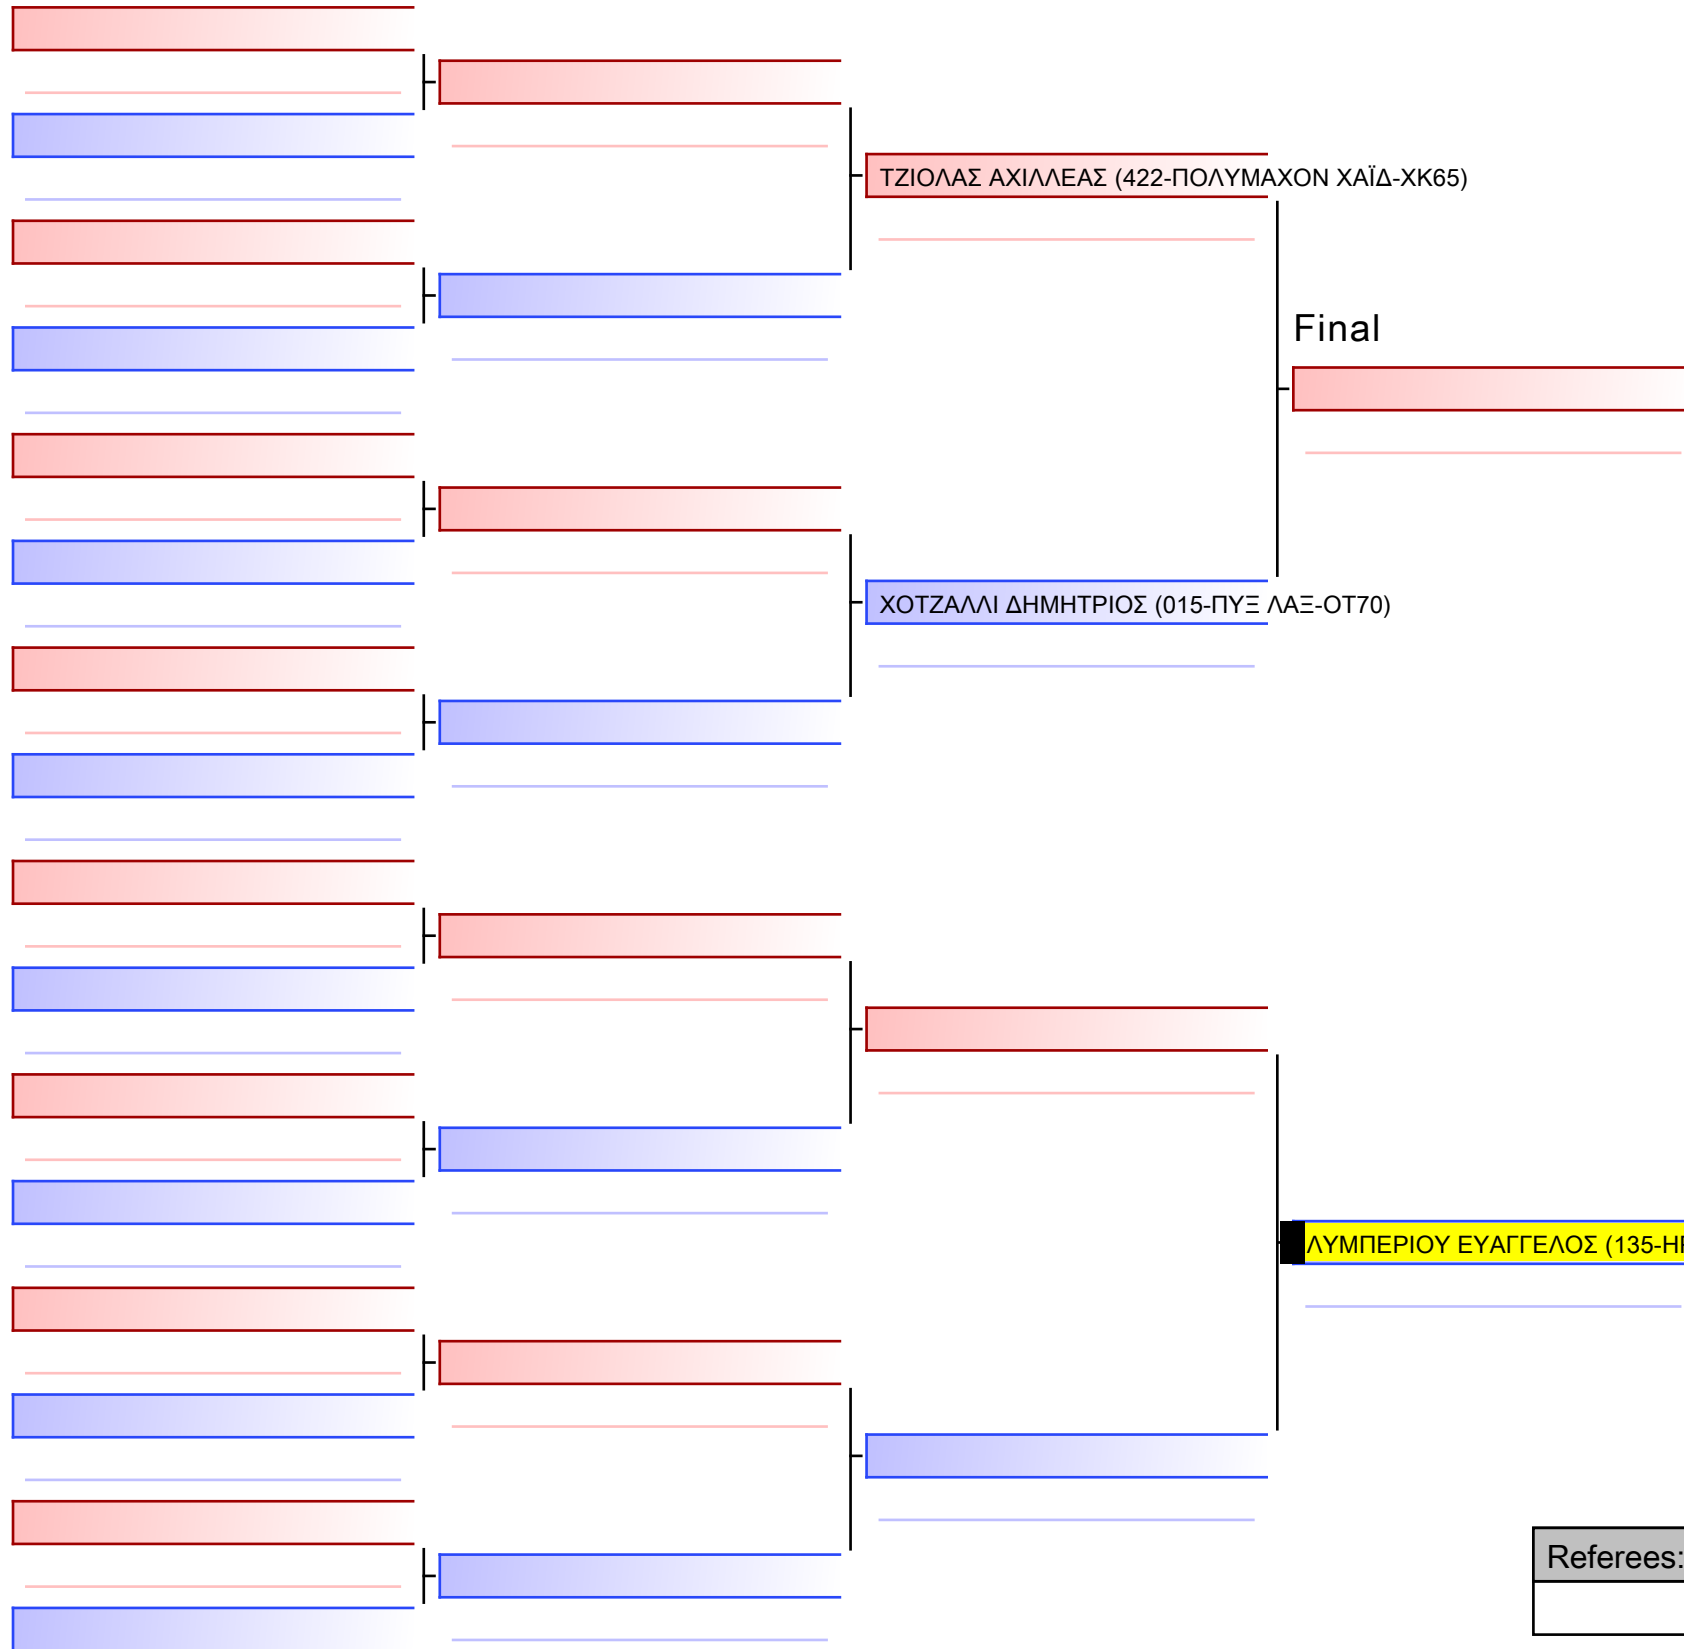 ΤΖΙΟΛΑΣ ΑΧΙΛΛΕΑΣ (422-ΠΟΛΥΜΑΧΟΝ ΧΑΪΔ-ΧΚ65)
Final
ΧΟΤΖΑΛΛΙ ΔΗΜΗΤΡΙΟΣ (015-ΠΥΞ ΛΑΞ-ΟΤ70)
ΛΥΜΠΕΡΙΟΥ ΕΥΑΓΓΕΛΟΣ (135-
Referees: